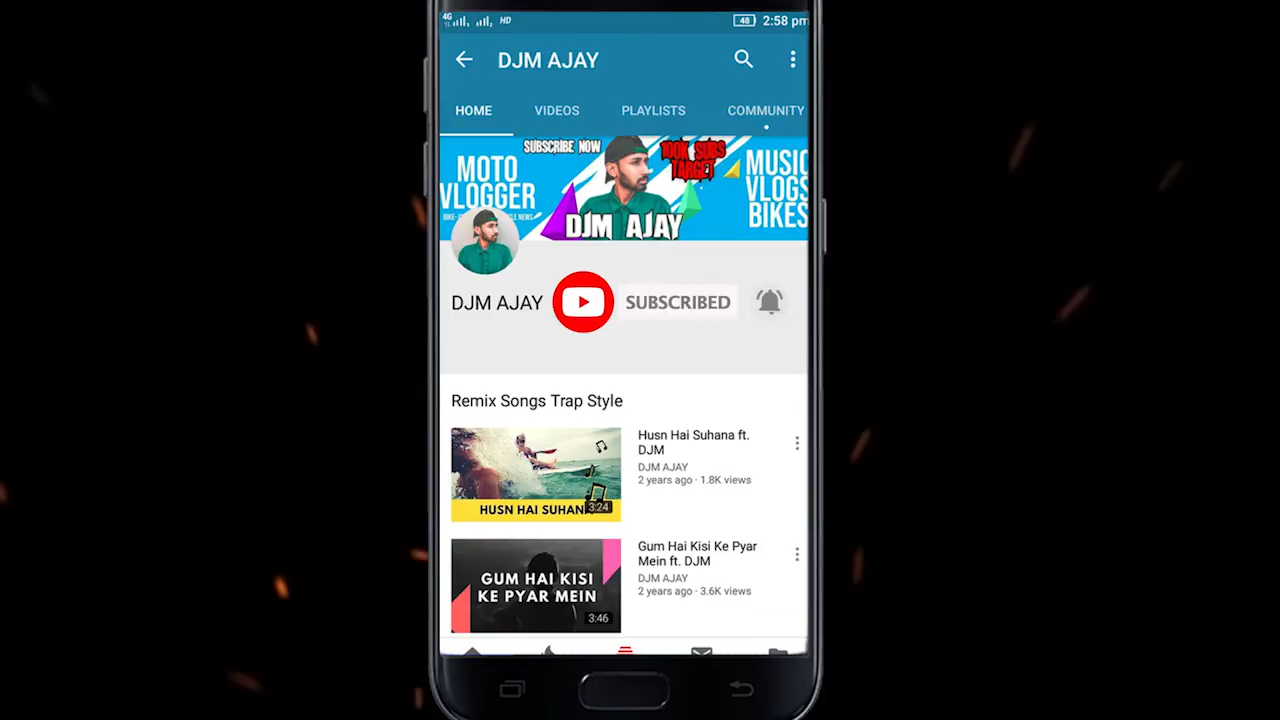 4G HD 48 2:58 pm
DJM AJAY
HOME VIDEOS PLAYLISTS COMMUNITY
SUBSCRIBE NOW
100K SUBS
TARGET
MOTO
VLOGGER
MUSIC
VLOGS
BIKES
DJM AJAY
DJM AJAY SUBSCRIBED
Remix Songs Trap Style
Husn Hai Suhana ft.
DJM
DJM AJAY
2 years ago · 1.8K views
HUSN HAI SUHAN
3:24
Gum Hai Kisi Ke Pyar
Mein ft. DJM
DJM AJAY
2 years ago · 3.6K views
GUM HAI KISI
KE PYAR MEIN
3:46